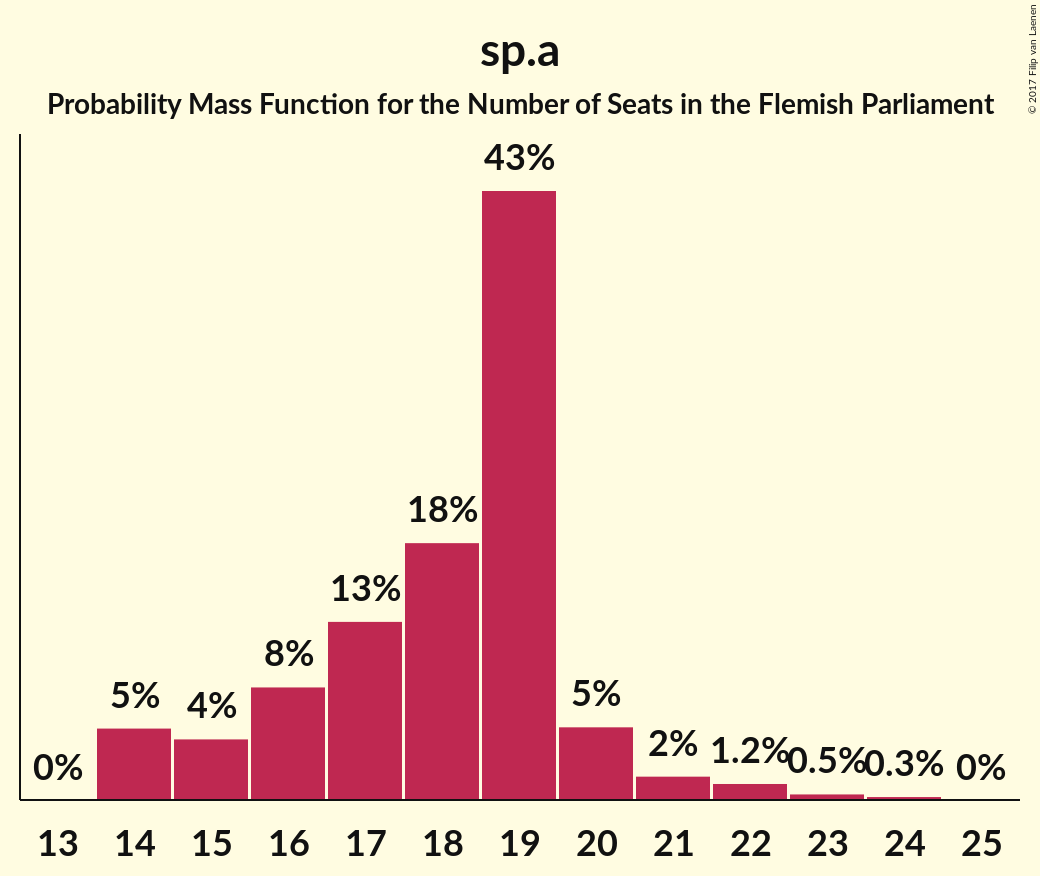 sp.a
Probability Mass Function for the Number of Seats in the Flemish Parliament
© 2017 Filip van Laenen
0% 5% 4% 8% 13% 18% 43% 5% 2% 1.2% 0.5% 0.3% 0%
13 14 15 16 17 18 19 20 21 22 23 24 25